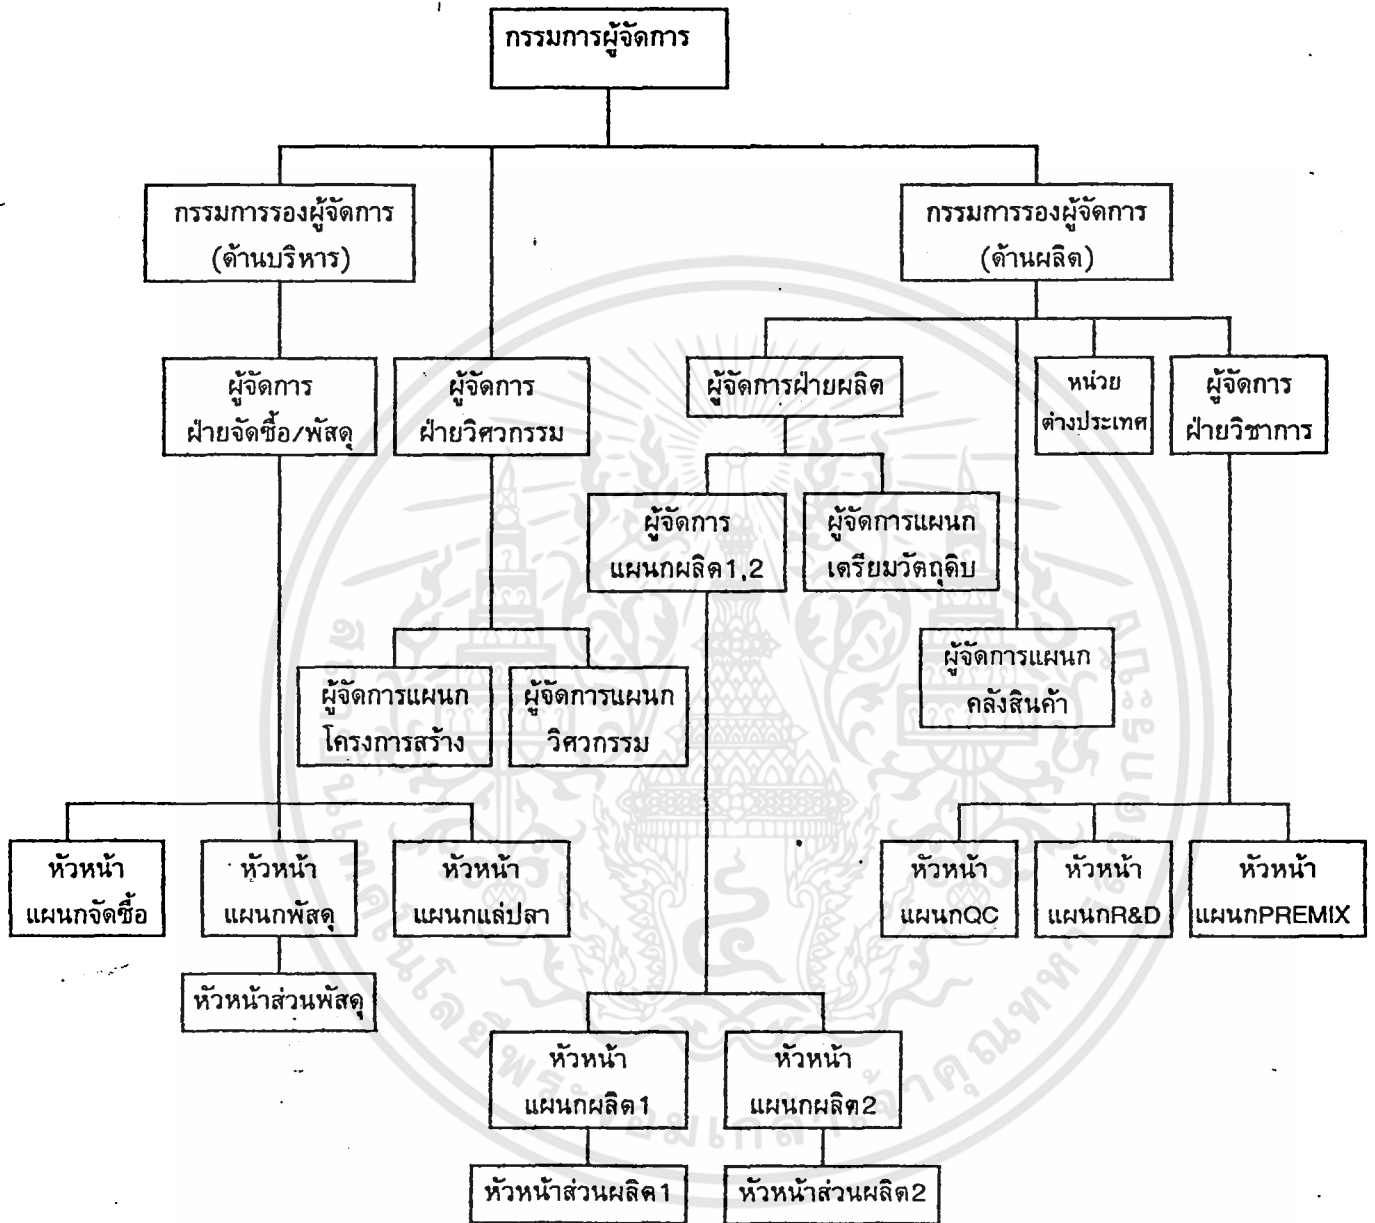 กรรมการผู้จัดการ
กรรมการรองผู้จัดการ
(ด้านบริหาร)
กรรมการรองผู้จัดการ
(ด้านผลิต)
ผู้จัดการ
ฝ่ายจัดซื้อ/พัสดุ
ผู้จัดการ
ฝ่ายวิศวกรรม
ผู้จัดการฝ่ายผลิต
หน่วย
ต่างประเทศ
ผู้จัดการ
ฝ่ายวิชาการ
ผู้จัดการ
แผนกผลิต1,2
ผู้จัดการแผนก
เตรียมวัตถุดิบ
ผู้จัดการแผนก
โครงการสร้าง
ผู้จัดการแผนก
วิศวกรรม
ผู้จัดการแผนก
คลังสินค้า
หัวหน้า
แผนกจัดซื้อ
หัวหน้า
แผนกพัสดุ
หัวหน้า
แผนกแล่ปลา
หัวหน้า
แผนกQC
หัวหน้า
แผนกR&D
หัวหน้า
แผนกPREMIX
หัวหน้าส่วนพัสดุ
หัวหน้า
แผนกผลิต1
หัวหน้า
แผนกผลิต2
หัวหน้าส่วนผลิต1
หัวหน้าส่วนผลิต2